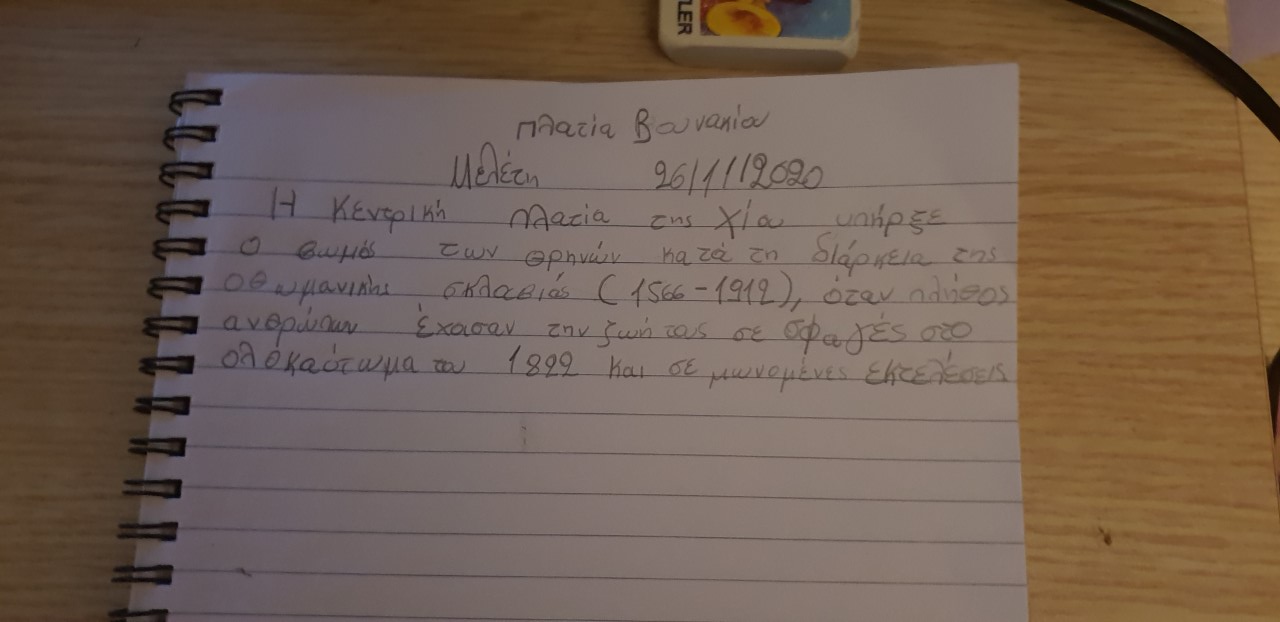 TLER
πλατία Βουνακίου
Μελέτη 26/11/2020
Η Κεντρική πλατία της Χίου υπήρξε
ο βωμός των θρηνών κατά τη διάρκεια της
οθωμανικής σκλαβιάς (1566-1912), όταν πλήθος
ανθρώπων έχασαν την ζωή τους σε σφαγές στο
ολοκαύτωμα του 1822 και σε μωνομένες εκτελέσεις